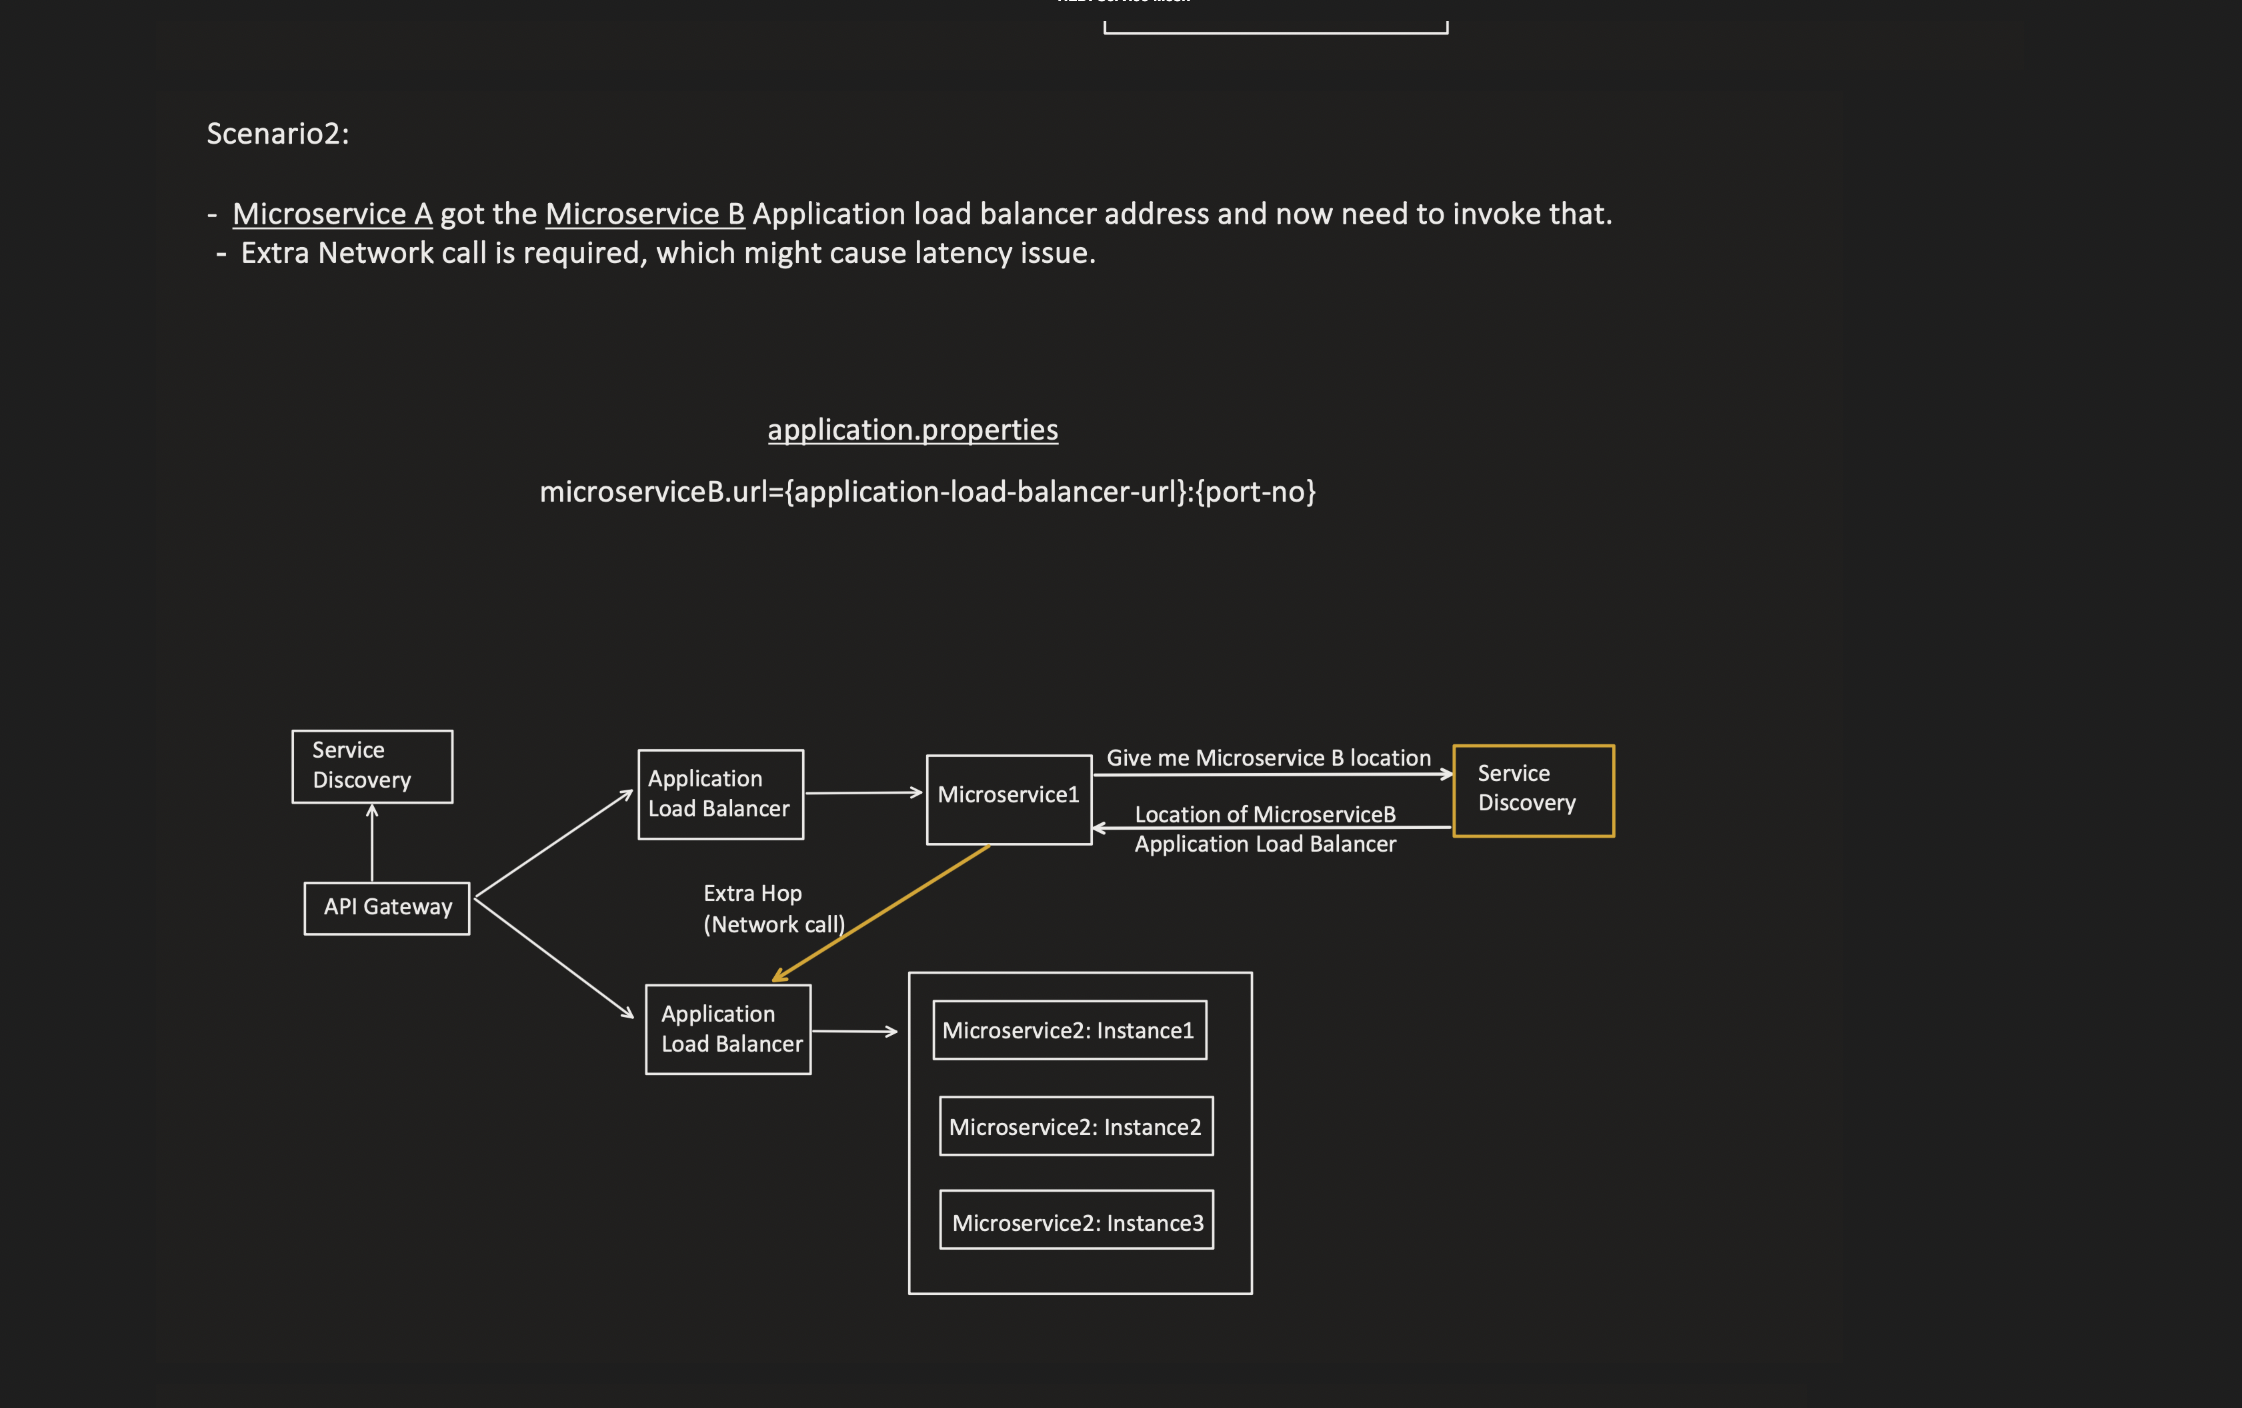 Scenario2:
- Microservice A got the Microservice B Application load balancer address and now need to invoke that.
- Extra Network call is required, which might cause latency issue.
application.properties
microserviceB.url={application-load-balancer-url}:{port-no}
Service
Discovery
API Gateway
Application
Load Balancer
Microservice1
Give me Microservice B location
Location of MicroserviceB
Application Load Balancer
Service
Discovery
Extra Hop
(Network call)
Application
Load Balancer
Microservice2: Instance1
Microservice2: Instance2
Microservice2: Instance3